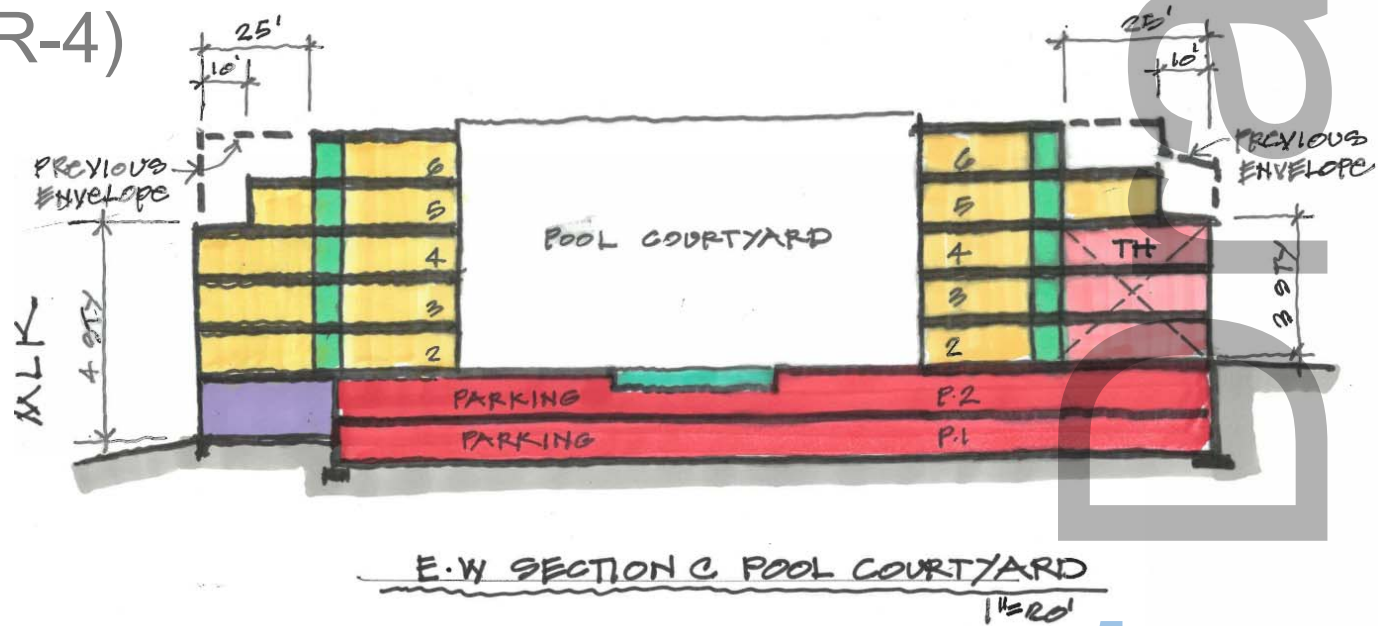 R-4)
25'
25'
10'
10'
PREVIOUS
ENVELOPE
PREVIOUS
ENVELOPE
6
6
5
5
POOL COURTYARD
4
4
TH
3
3
2
2
MLK
4 STY
3 STY
PARKING
P.2
PARKING
P.1
E·W SECTION C POOL COURTYARD
1"=20'